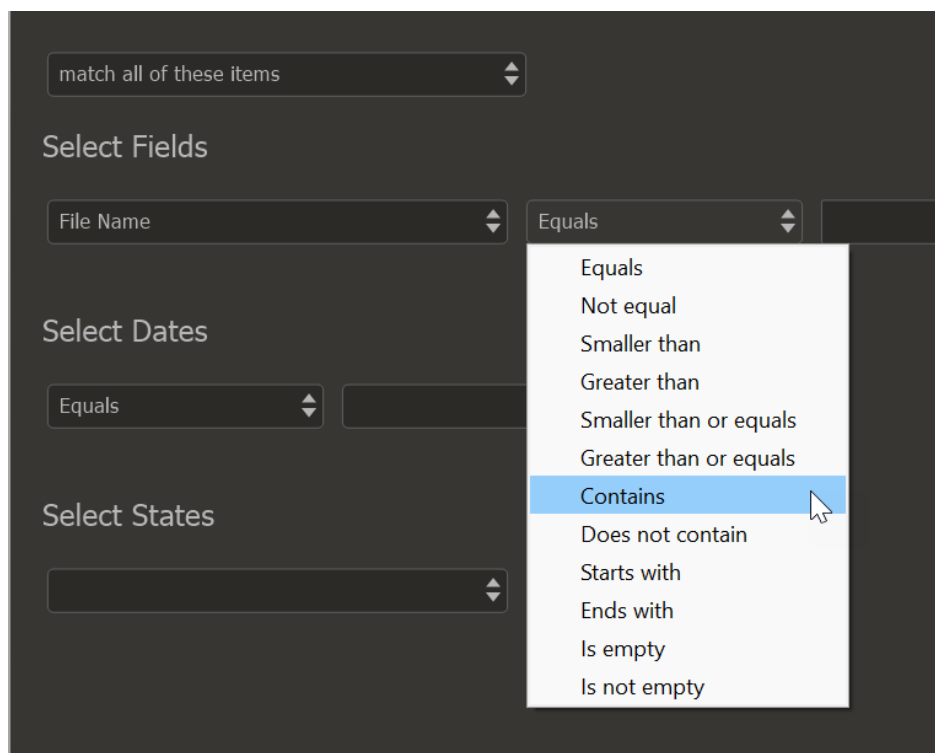 match all of these items
Select Fields
File Name
Equals
Equals
Not equal
Smaller than
Greater than
Smaller than or equals
Greater than or equals
Contains
Does not contain
Starts with
Ends with
Is empty
Is not empty
Select Dates
Equals
Select States